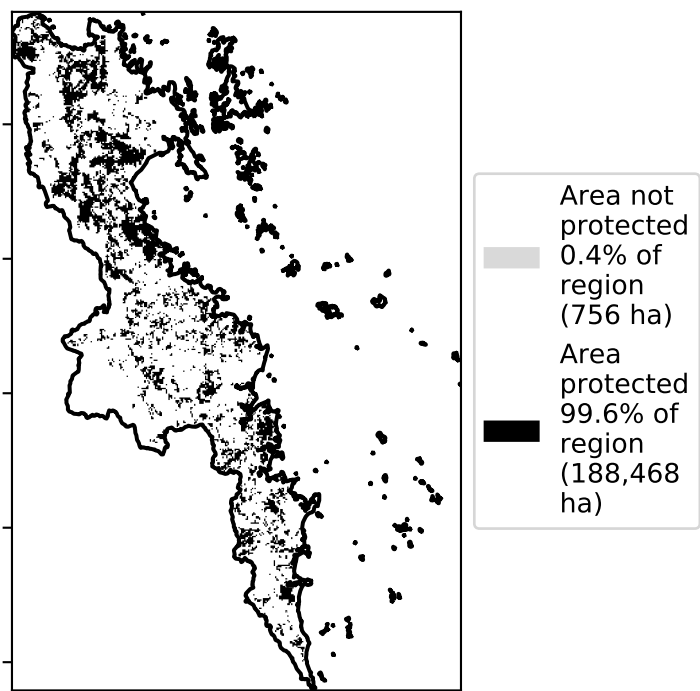 Area not
protected
0.4% of
region
(756 ha)
Area
protected
99.6% of
region
(188,468
ha)